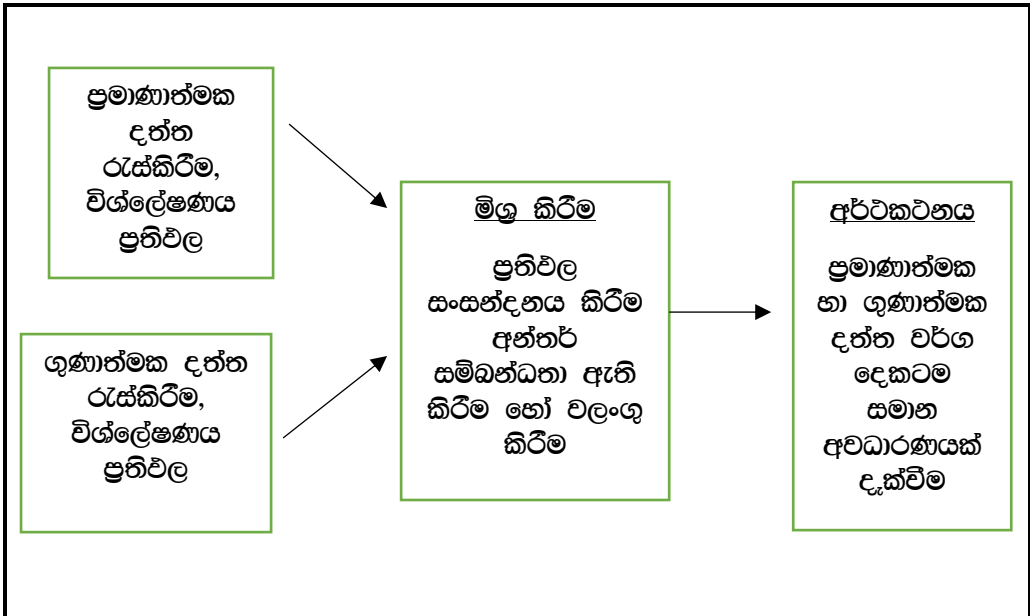 ප්‍රමාණාත්මක
දත්ත
රැස්කිරීම,
විශ්ලේෂණය
ප්‍රතිඵල
ගුණාත්මක දත්ත
රැස්කිරීම,
විශ්ලේෂණය
ප්‍රතිඵල
මිශ්‍ර කිරීම
ප්‍රතිඵල
සංසන්දනය කිරීම
අන්තර්
සම්බන්ධතා ඇති
කිරීම හෝ වලංගු
කිරීම
අර්ථකථනය
ප්‍රමාණාත්මක
හා ගුණාත්මක
දත්ත වර්ග
දෙකටම
සමාන
අවධාරණයක්
දැක්වීම